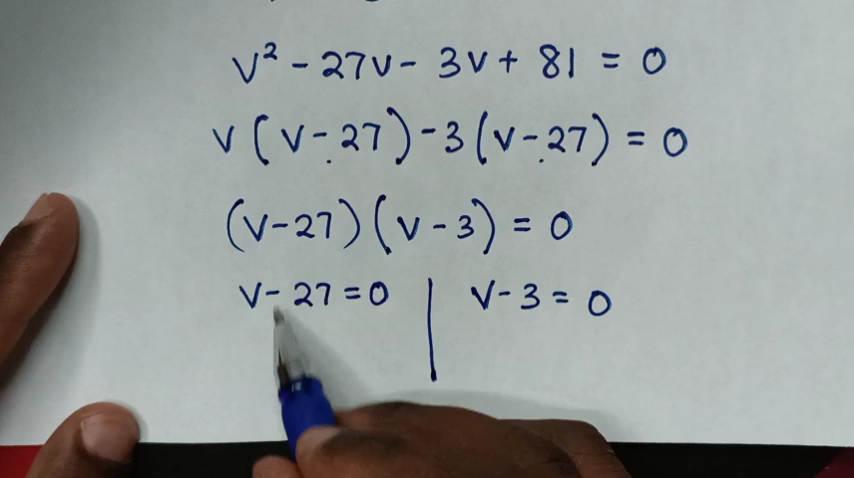 v² - 27v - 3v + 81 = 0
v(v - 27) - 3(v - 27) = 0
(v - 27)(v - 3) = 0
v - 27 = 0 | v - 3 = 0